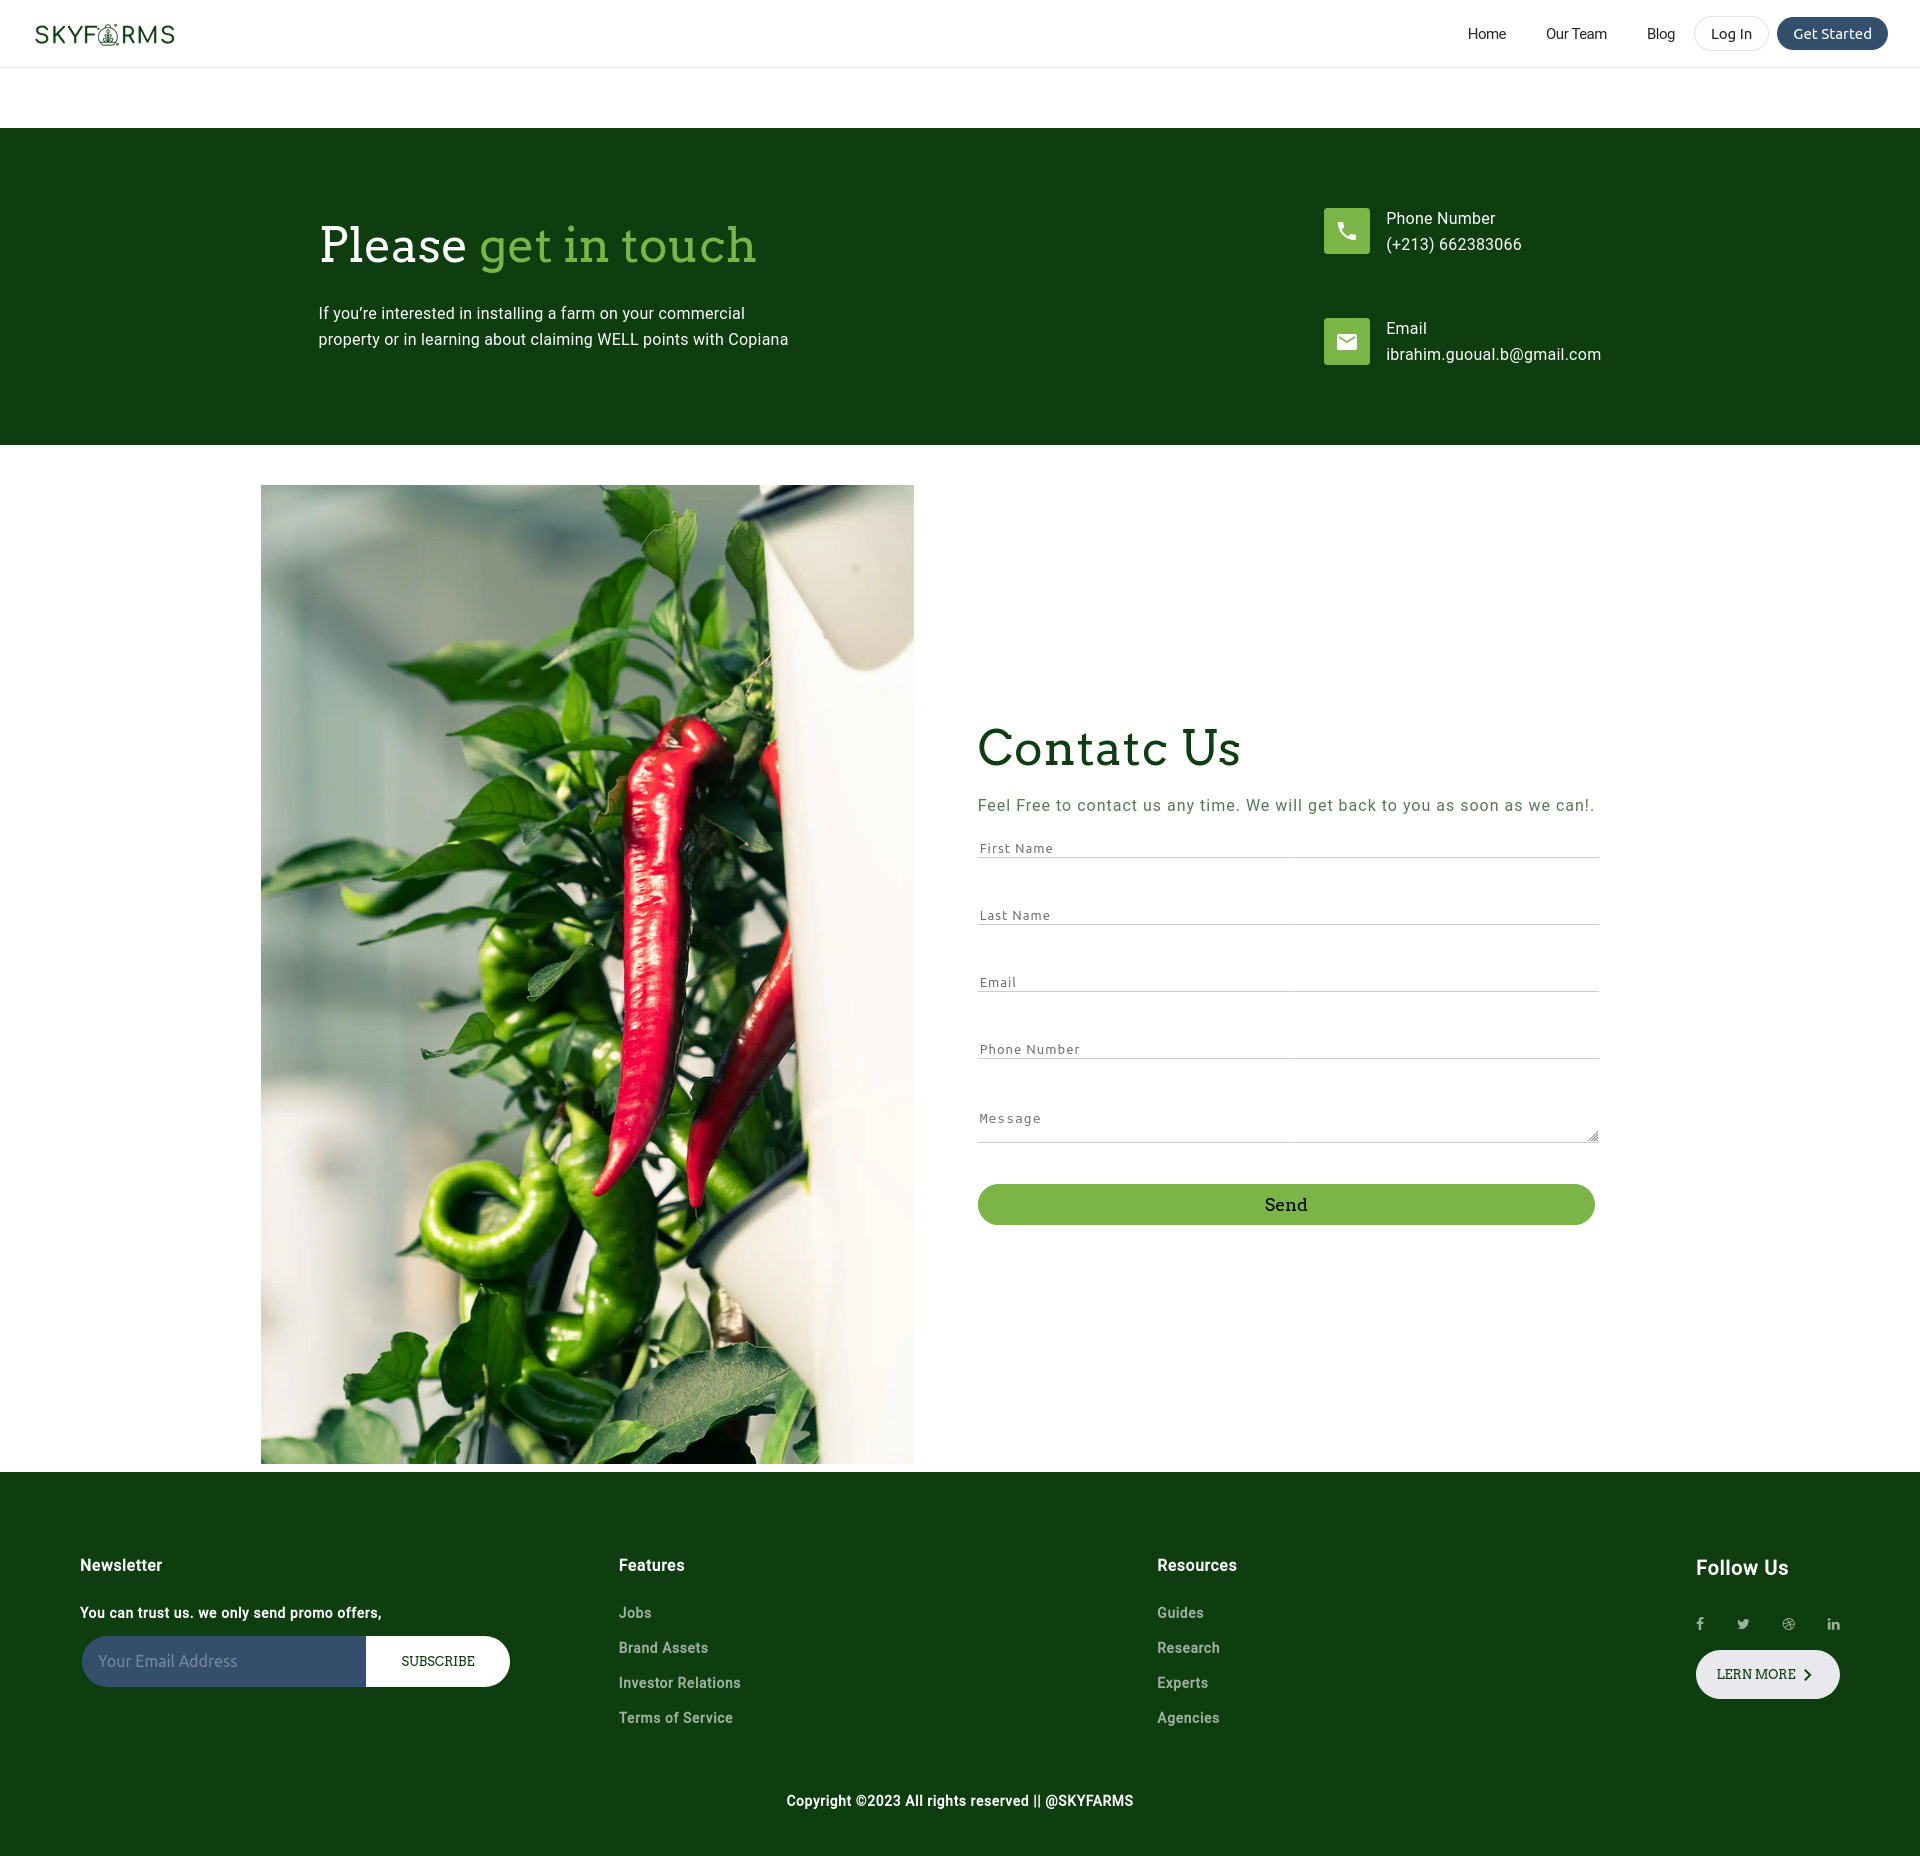 SKYFARMS
Home Our Team Blog Log In Get Started
Please get in touch
If you’re interested in installing a farm on your commercial
property or in learning about claiming WELL points with Copiana
Phone Number
(+213) 662383066
Email
ibrahim.guoual.b@gmail.com
Contatc Us
Feel Free to contact us any time. We will get back to you as soon as we can!.
First Name
Last Name
Email
Phone Number
Message
Send
Newsletter
You can trust us. we only send promo offers,
Your Email Address SUBSCRIBE
Features
Jobs
Brand Assets
Investor Relations
Terms of Service
Resources
Guides
Research
Experts
Agencies
Follow Us
LERN MORE
Copyright ©2023 All rights reserved || @SKYFARMS